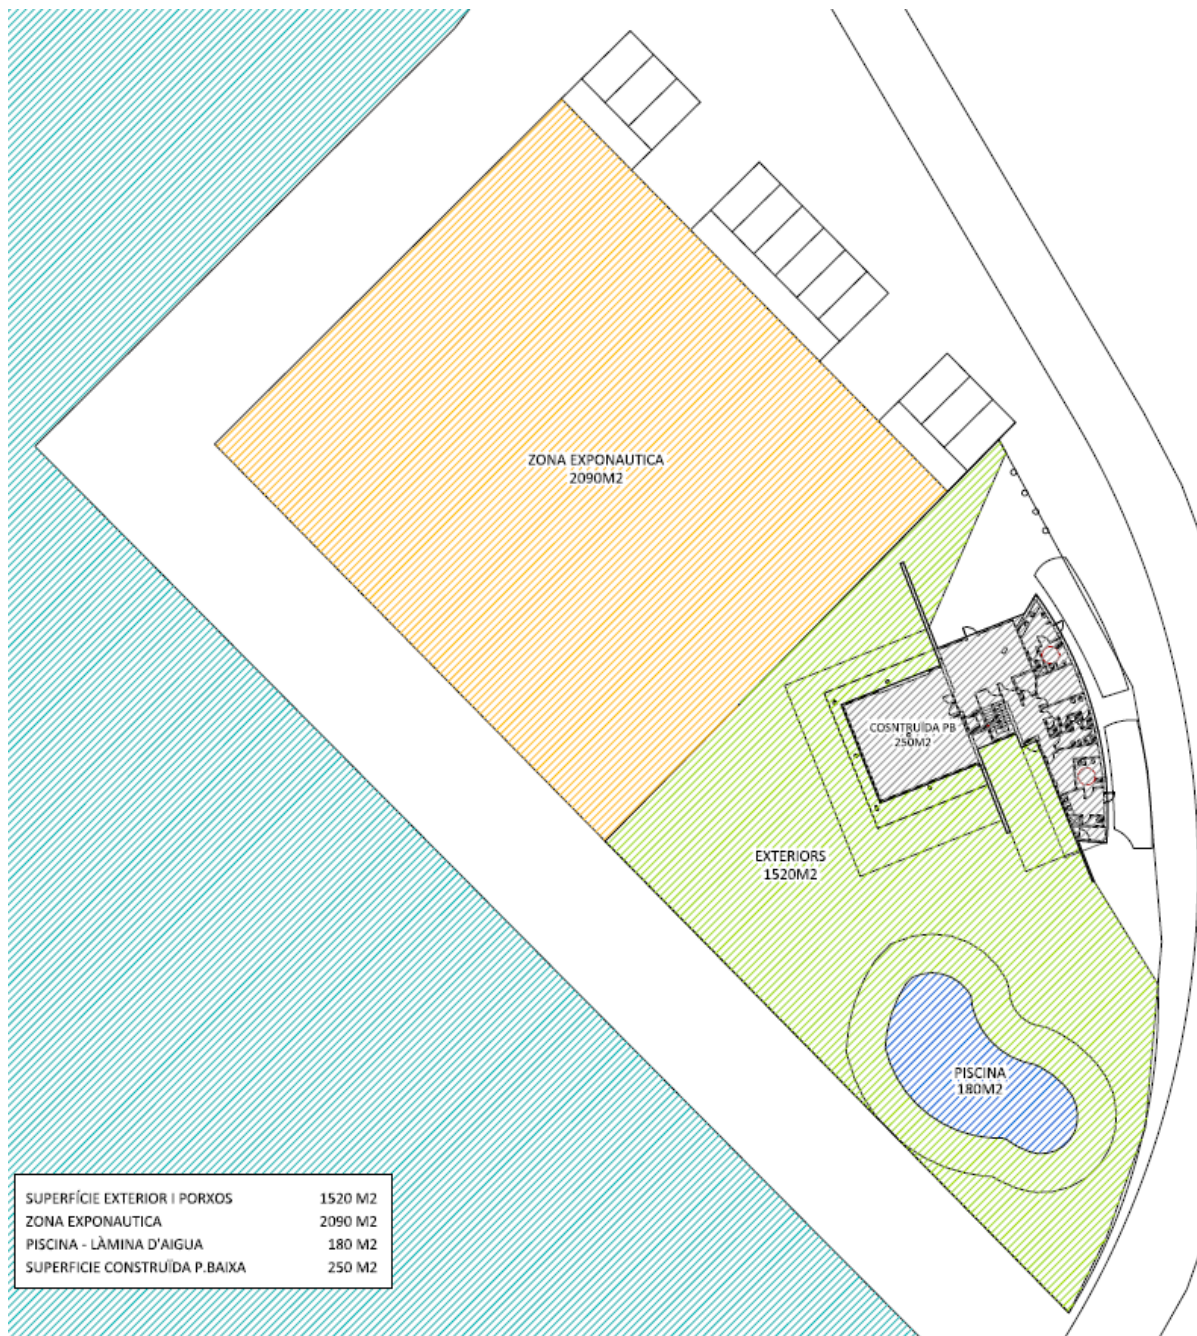 ZONA EXPONAUTICA
2090M2
COSNTRUÏDA PB
250M2
EXTERIORS
1520M2
PISCINA
180M2
SUPERFÍCIE EXTERIOR I PORXOS 1520 M2
ZONA EXPONAUTICA 2090 M2
PISCINA - LÀMINA D'AIGUA 180 M2
SUPERFICIE CONSTRUÏDA P.BAIXA 250 M2